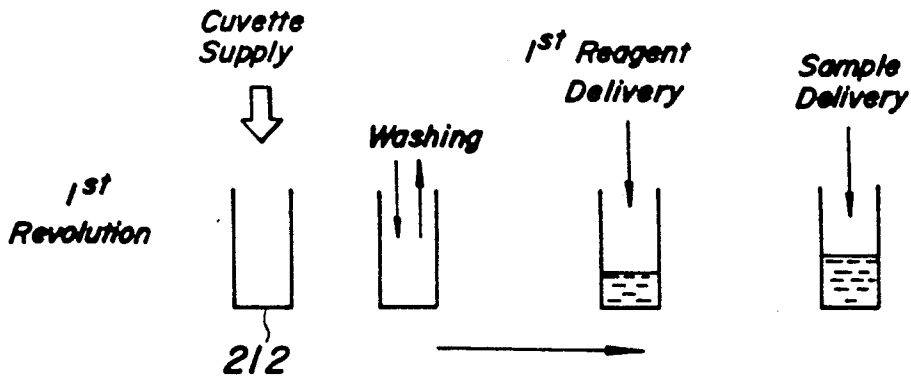 Cuvette
Supply
1st Reagent
Delivery
Sample
Delivery
Washing
1st
Revolution
212